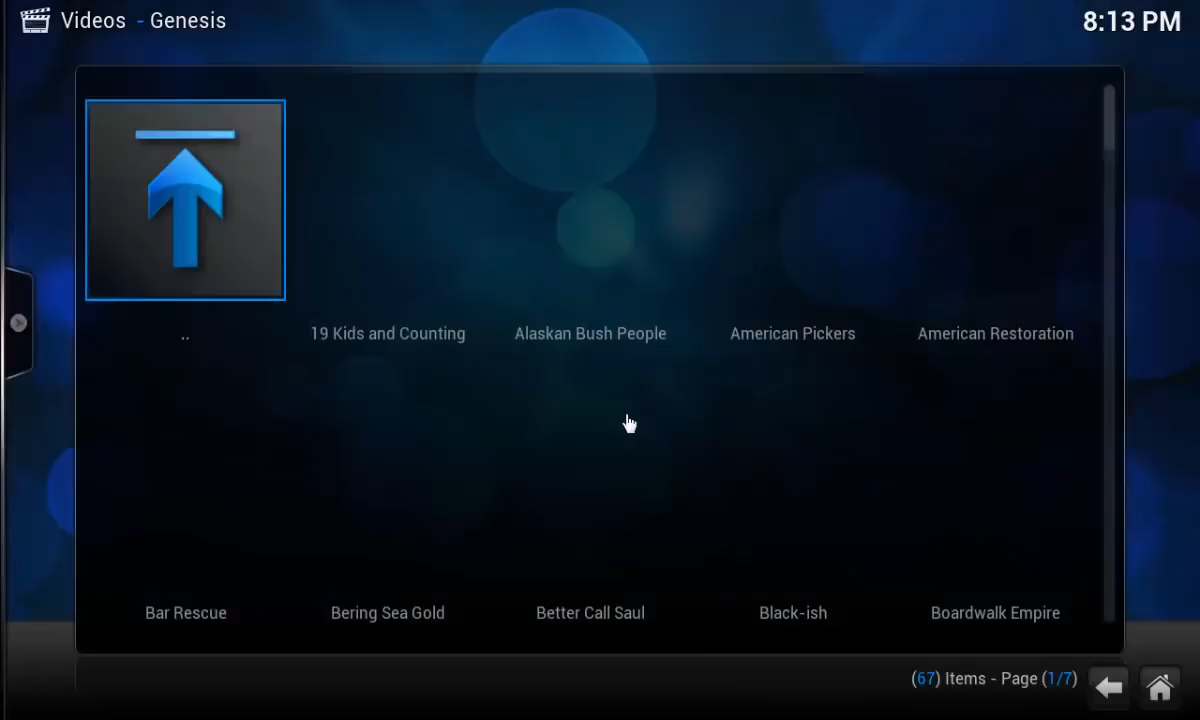 Videos - Genesis
8:13 PM
..
19 Kids and Counting
Alaskan Bush People
American Pickers
American Restoration
Bar Rescue
Bering Sea Gold
Better Call Saul
Black-ish
Boardwalk Empire
(67) Items - Page (1/7)